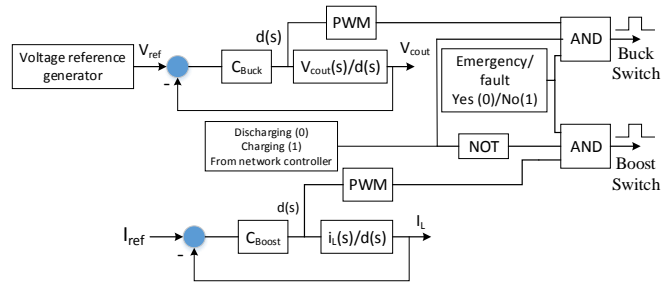 d(s)
PWM
V_cout
AND
Buck
Switch
Voltage reference
generator
V_ref
-
C_Buck
V_cout(s)/d(s)
Emergency/
fault
Yes (0)/No(1)
Discharging (0)
Charging (1)
From network controller
NOT
AND
Boost
Switch
PWM
d(s)
I_ref
-
C_Boost
i_L(s)/d(s)
I_L